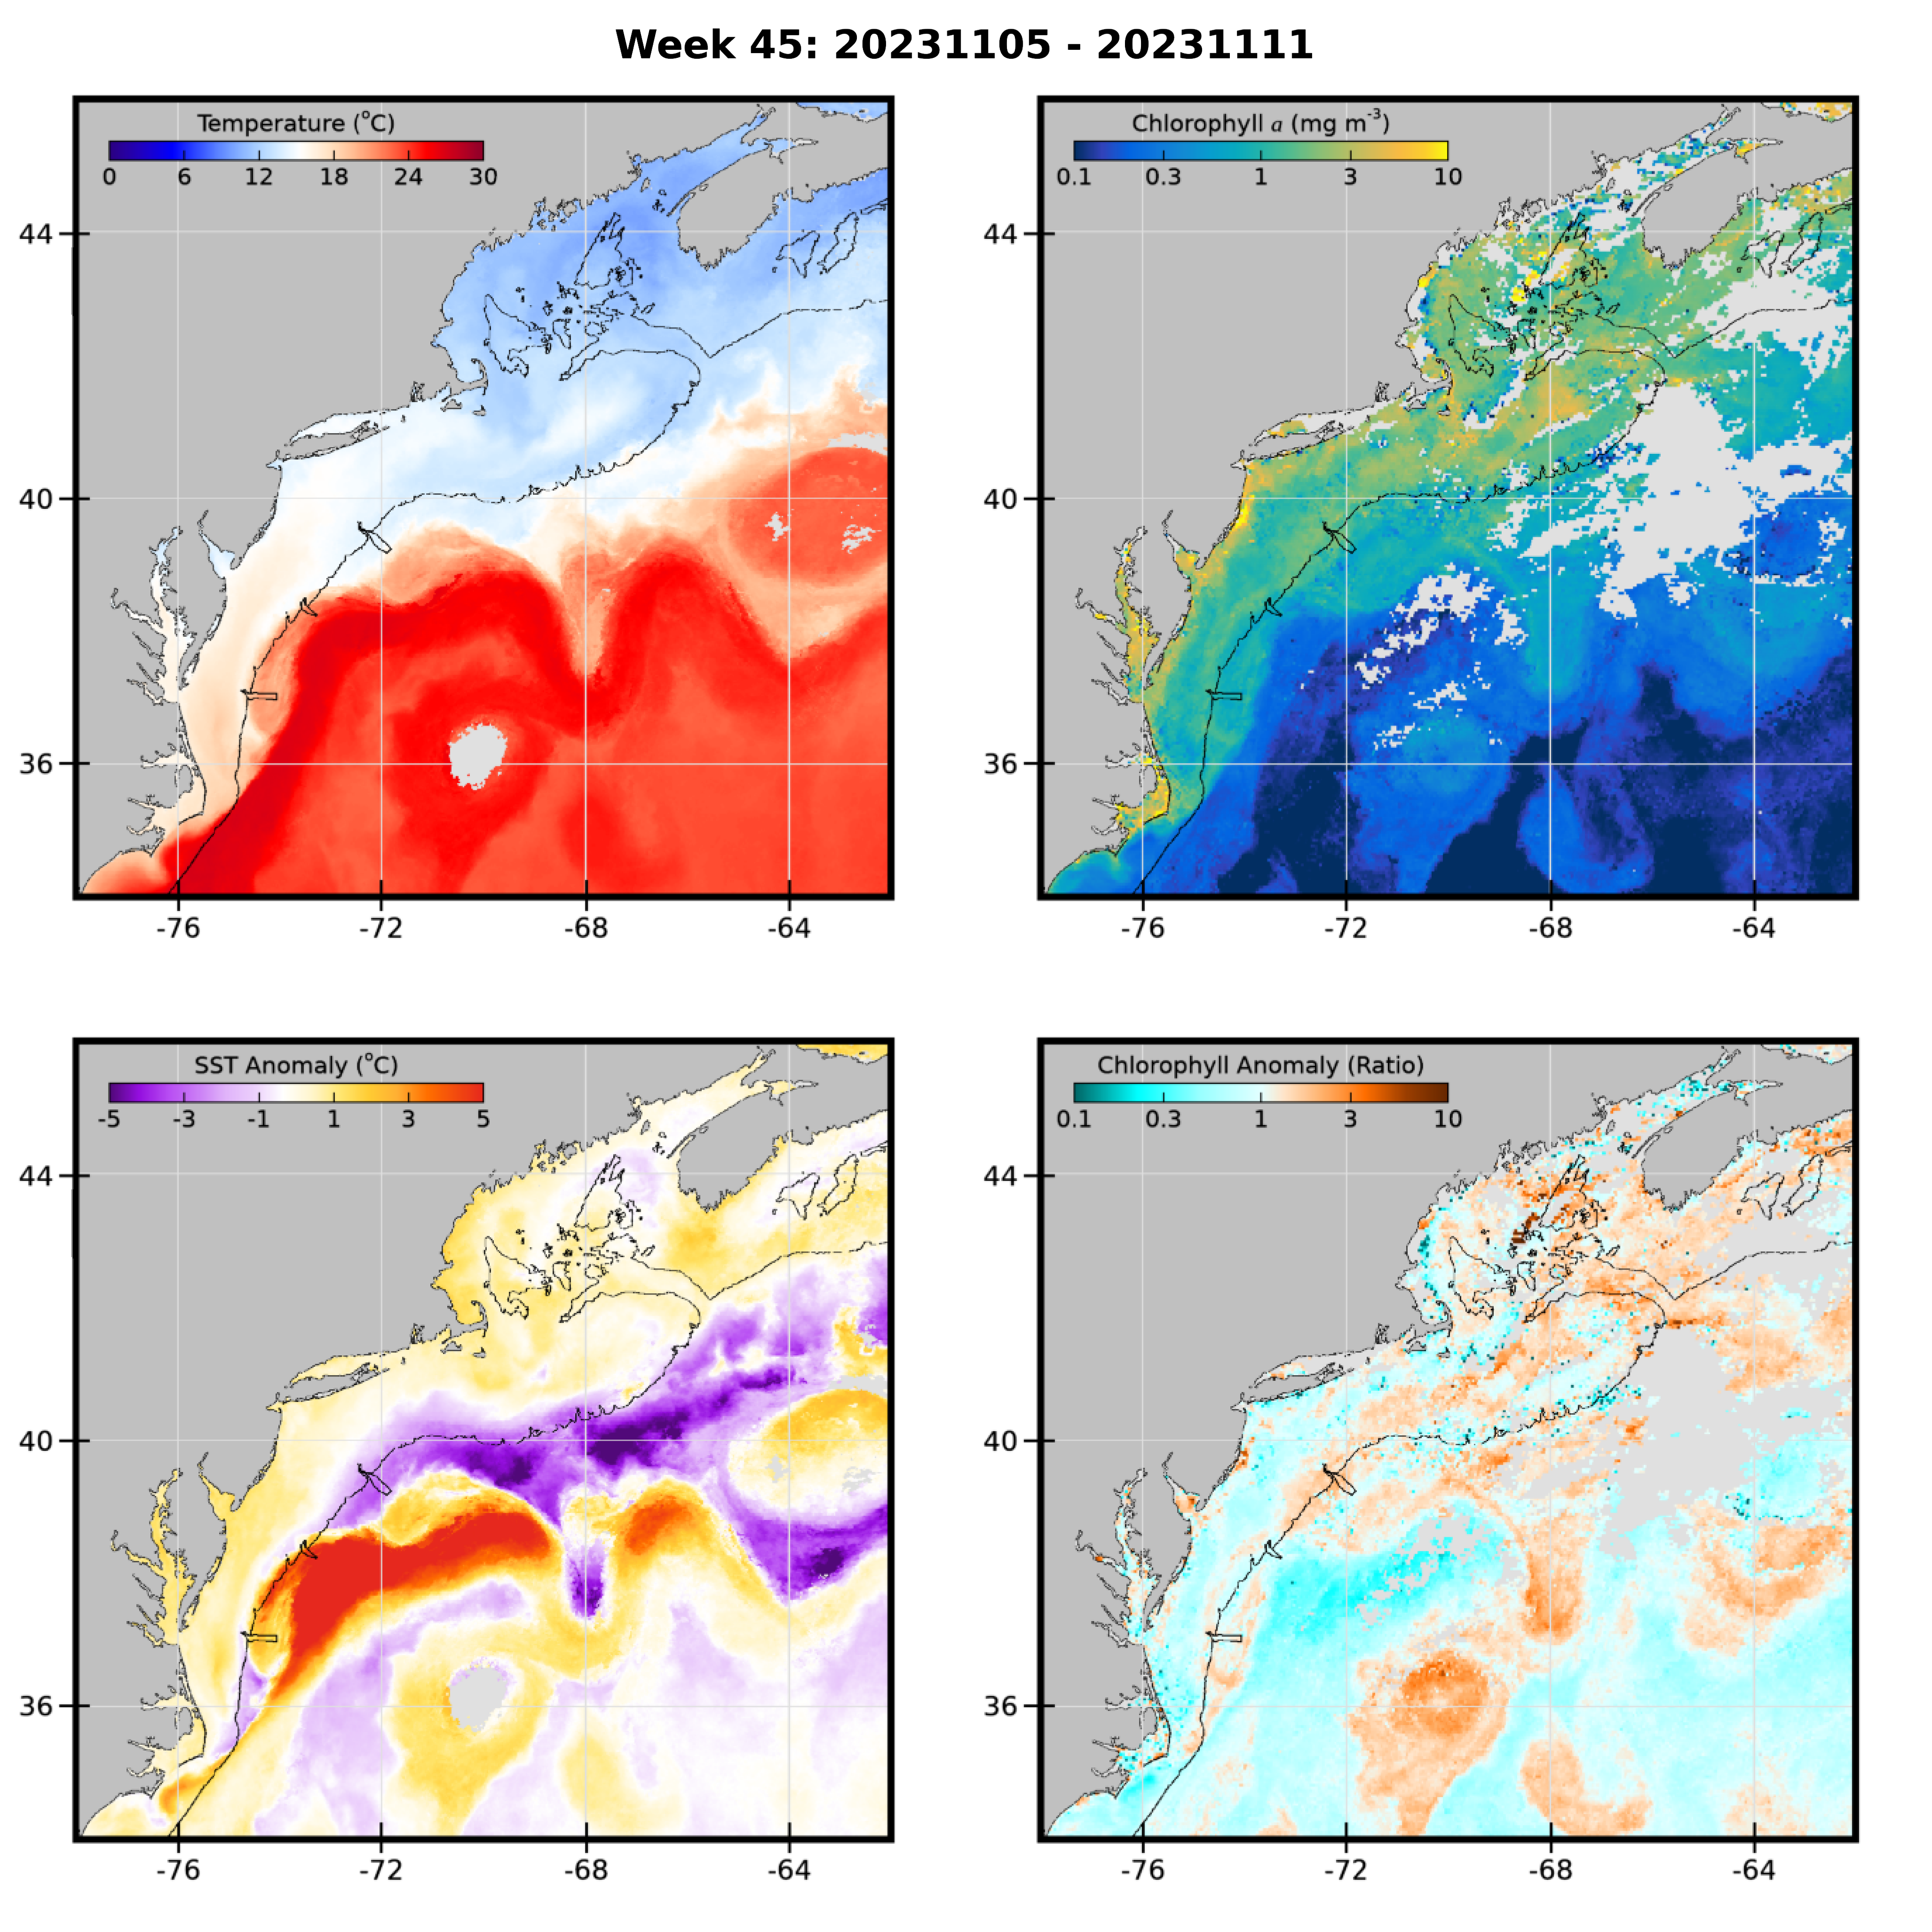 Week 45: 20231105 - 20231111
Temperature (°C)
0 6 12 18 24 30
44
40
36
-76 -72 -68 -64
Chlorophyll a (mg m⁻³)
0.1 0.3 1 3 10
44
40
36
-76 -72 -68 -64
SST Anomaly (°C)
-5 -3 -1 1 3 5
44
40
36
-76 -72 -68 -64
Chlorophyll Anomaly (Ratio)
0.1 0.3 1 3 10
44
40
36
-76 -72 -68 -64